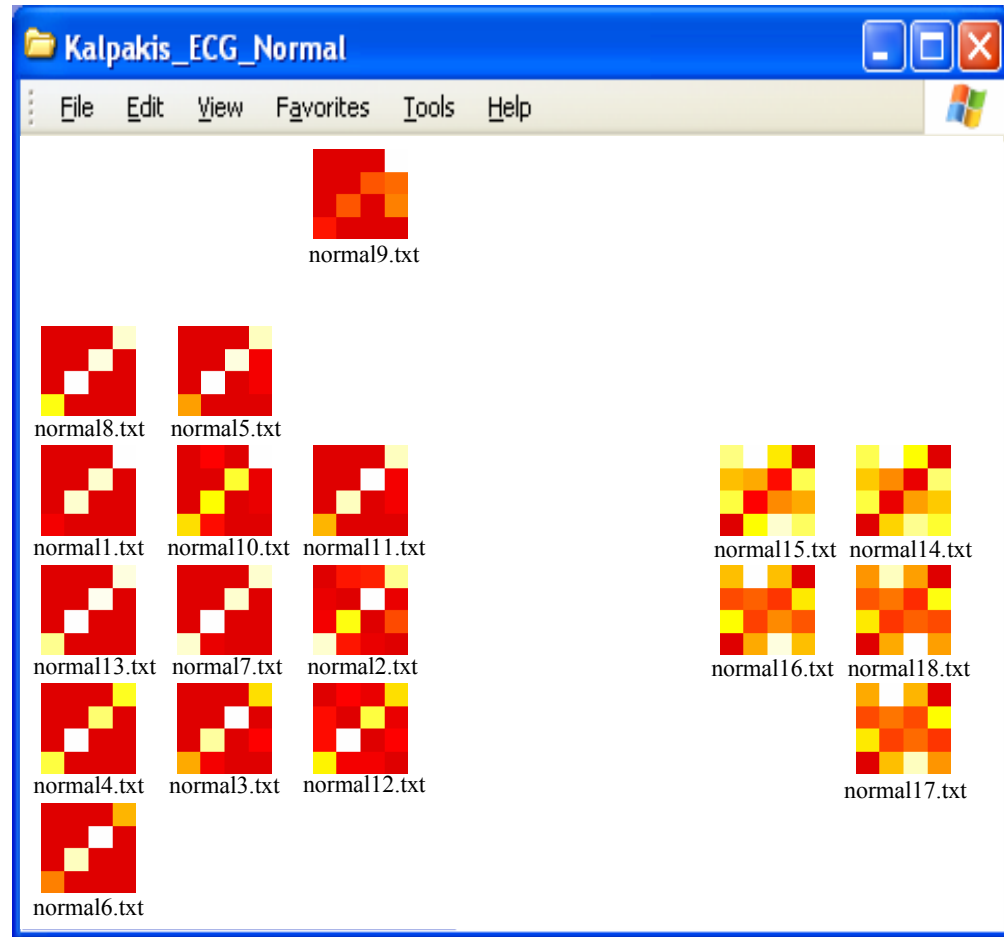 Kalpakis_ECG_Normal
File Edit View Favorites Tools Help
normal9.txt
normal8.txt normal5.txt
normal1.txt normal10.txt normal11.txt normal15.txt normal14.txt
normal13.txt normal7.txt normal2.txt normal16.txt normal18.txt
normal4.txt normal3.txt normal12.txt normal17.txt
normal6.txt